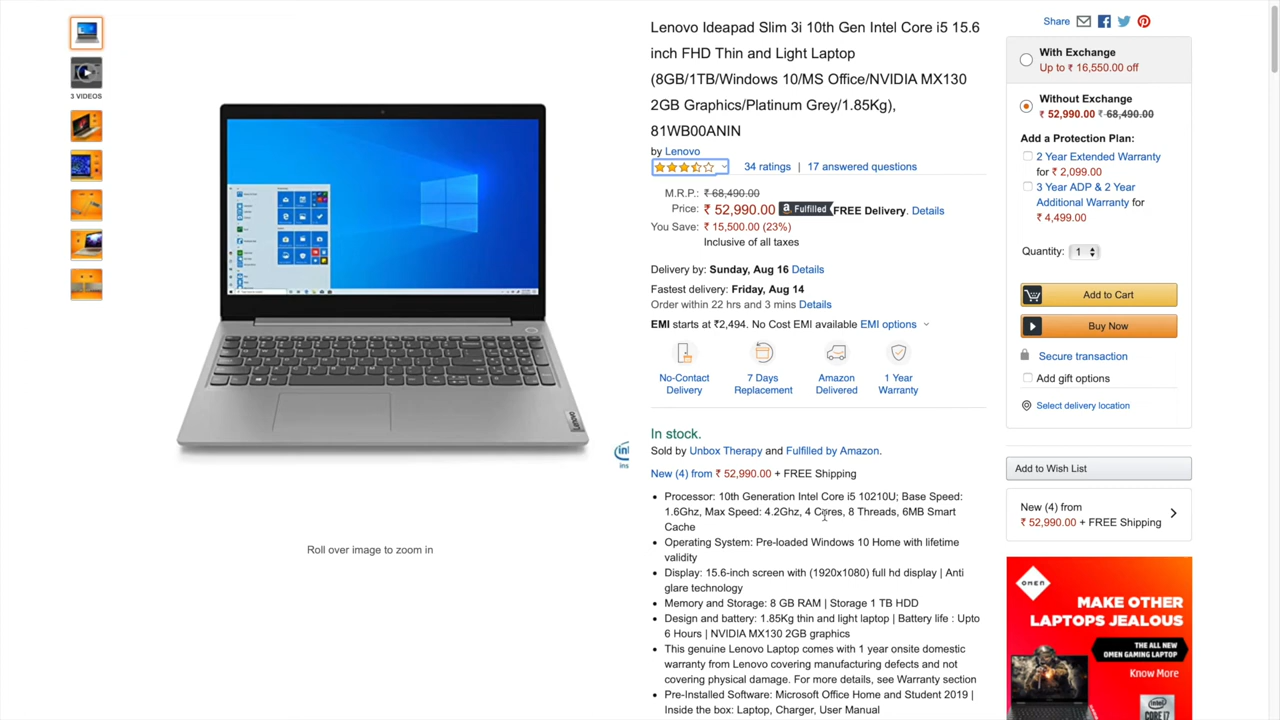 3 VIDEOS
Roll over image to zoom in
Lenovo
Lenovo Ideapad Slim 3i 10th Gen Intel Core i5 15.6
inch FHD Thin and Light Laptop
(8GB/1TB/Windows 10/MS Office/NVIDIA MX130
2GB Graphics/Platinum Grey/1.85Kg),
81WB00ANIN
by Lenovo
34 ratings | 17 answered questions
M.R.P.: ₹ 68,490.00
Price: ₹ 52,990.00 a Fulfilled FREE Delivery. Details
You Save: ₹ 15,500.00 (23%)
Inclusive of all taxes
Delivery by: Sunday, Aug 16 Details
Fastest delivery: Friday, Aug 14
Order within 22 hrs and 3 mins Details
EMI starts at ₹2,494. No Cost EMI available EMI options
No-Contact
Delivery
7 Days
Replacement
Amazon
Delivered
1 Year
Warranty
In stock.
Sold by Unbox Therapy and Fulfilled by Amazon.
New (4) from ₹ 52,990.00 + FREE Shipping
• Processor: 10th Generation Intel Core i5 10210U; Base Speed:
1.6Ghz, Max Speed: 4.2Ghz, 4 Cores, 8 Threads, 6MB Smart
Cache
• Operating System: Pre-loaded Windows 10 Home with lifetime
validity
• Display: 15.6-inch screen with (1920x1080) full hd display | Anti
glare technology
• Memory and Storage: 8 GB RAM | Storage 1 TB HDD
• Design and battery: 1.85Kg thin and light laptop | Battery life : Upto
6 Hours | NVIDIA MX130 2GB graphics
• This genuine Lenovo Laptop comes with 1 year onsite domestic
warranty from Lenovo covering manufacturing defects and not
covering physical damage. For more details, see Warranty section
• Pre-Installed Software: Microsoft Office Home and Student 2019 |
Inside the box: Laptop, Charger, User Manual
Share
With Exchange
Up to ₹ 16,550.00 off
Without Exchange
₹ 52,990.00 ₹ 68,490.00
Add a Protection Plan:
2 Year Extended Warranty
for ₹ 2,099.00
3 Year ADP & 2 Year
Additional Warranty for
₹ 4,499.00
Quantity: 1
Add to Cart
Buy Now
Secure transaction
Add gift options
Select delivery location
Add to Wish List
New (4) from
₹ 52,990.00 + FREE Shipping
OMEN
MAKE OTHER
LAPTOPS JEALOUS
THE ALL NEW
OMEN GAMING LAPTOP
Know More
intel
CORE i7